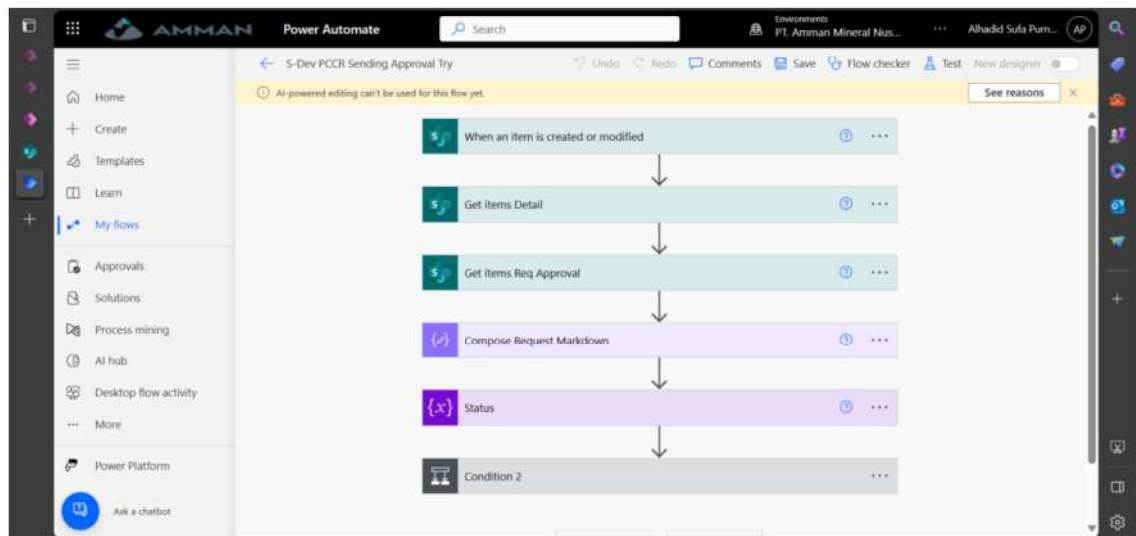 AMMAN
Power Automate
Search
Environments
PT. Amman Mineral Nus...
Alhadid Sufa Purn...
AP
S-Dev PCCR Sending Approval Try
Undo
Redo
Comments
Save
Flow checker
Test
New designer
AI-powered editing can't be used for this flow yet.
See reasons
Home
Create
Templates
Learn
My flows
Approvals
Solutions
Process mining
AI hub
Desktop flow activity
More
Power Platform
Ask a chatbot
When an item is created or modified
Get items Detail
Get items Req Approval
Compose Request Markdown
Status
Condition 2